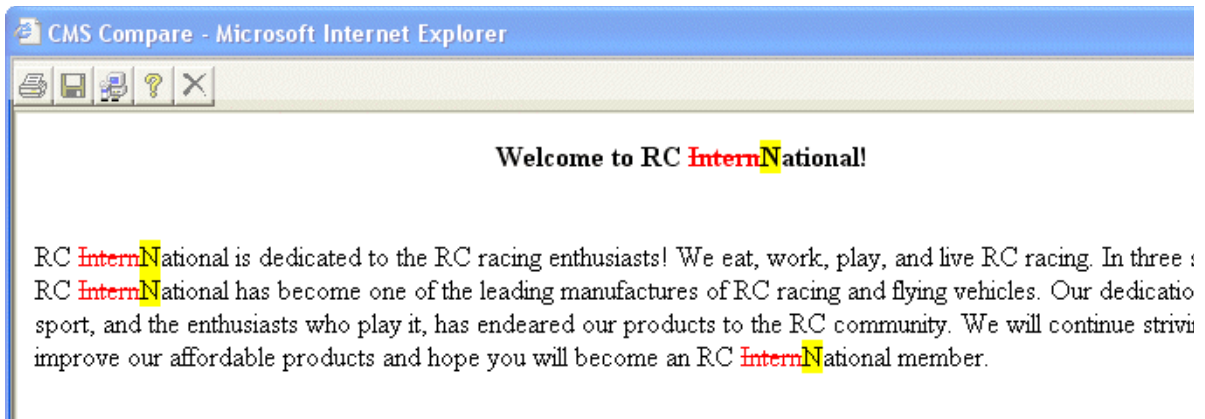 CMS Compare - Microsoft Internet Explorer
Welcome to RC InternNational!
RC InternNational is dedicated to the RC racing enthusiasts! We eat, work, play, and live RC racing. In three
RC InternNational has become one of the leading manufactures of RC racing and flying vehicles. Our dedicatio
sport, and the enthusiasts who play it, has endeared our products to the RC community. We will continue strivi
improve our affordable products and hope you will become an RC InternNational member.